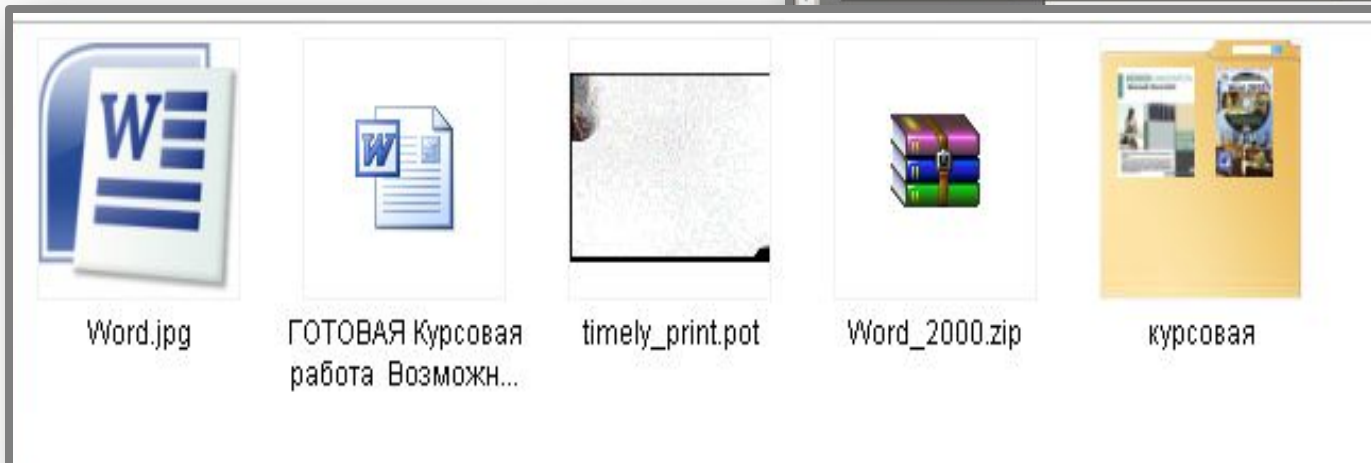 Word.jpg
ГОТОВАЯ Курсовая
работа Возможн...
timely_print.pot
Word_2000.zip
курсовая